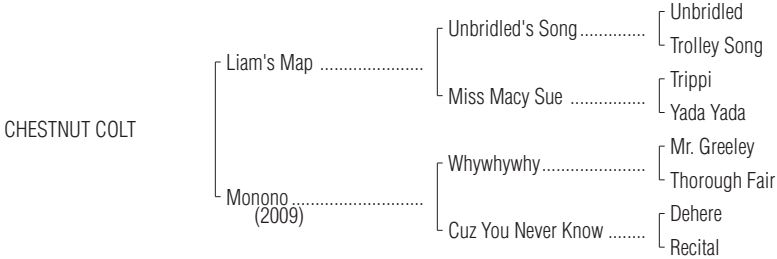 Unbridled
Unbridled's Song..............
Trolley Song
Liam's Map ......................
Trippi
Miss Macy Sue ................
Yada Yada
CHESTNUT COLT
Mr. Greeley
Whywhywhy......................
Thorough Fair
Monono............................
(2009)
Dehere
Cuz You Never Know ........
Recital